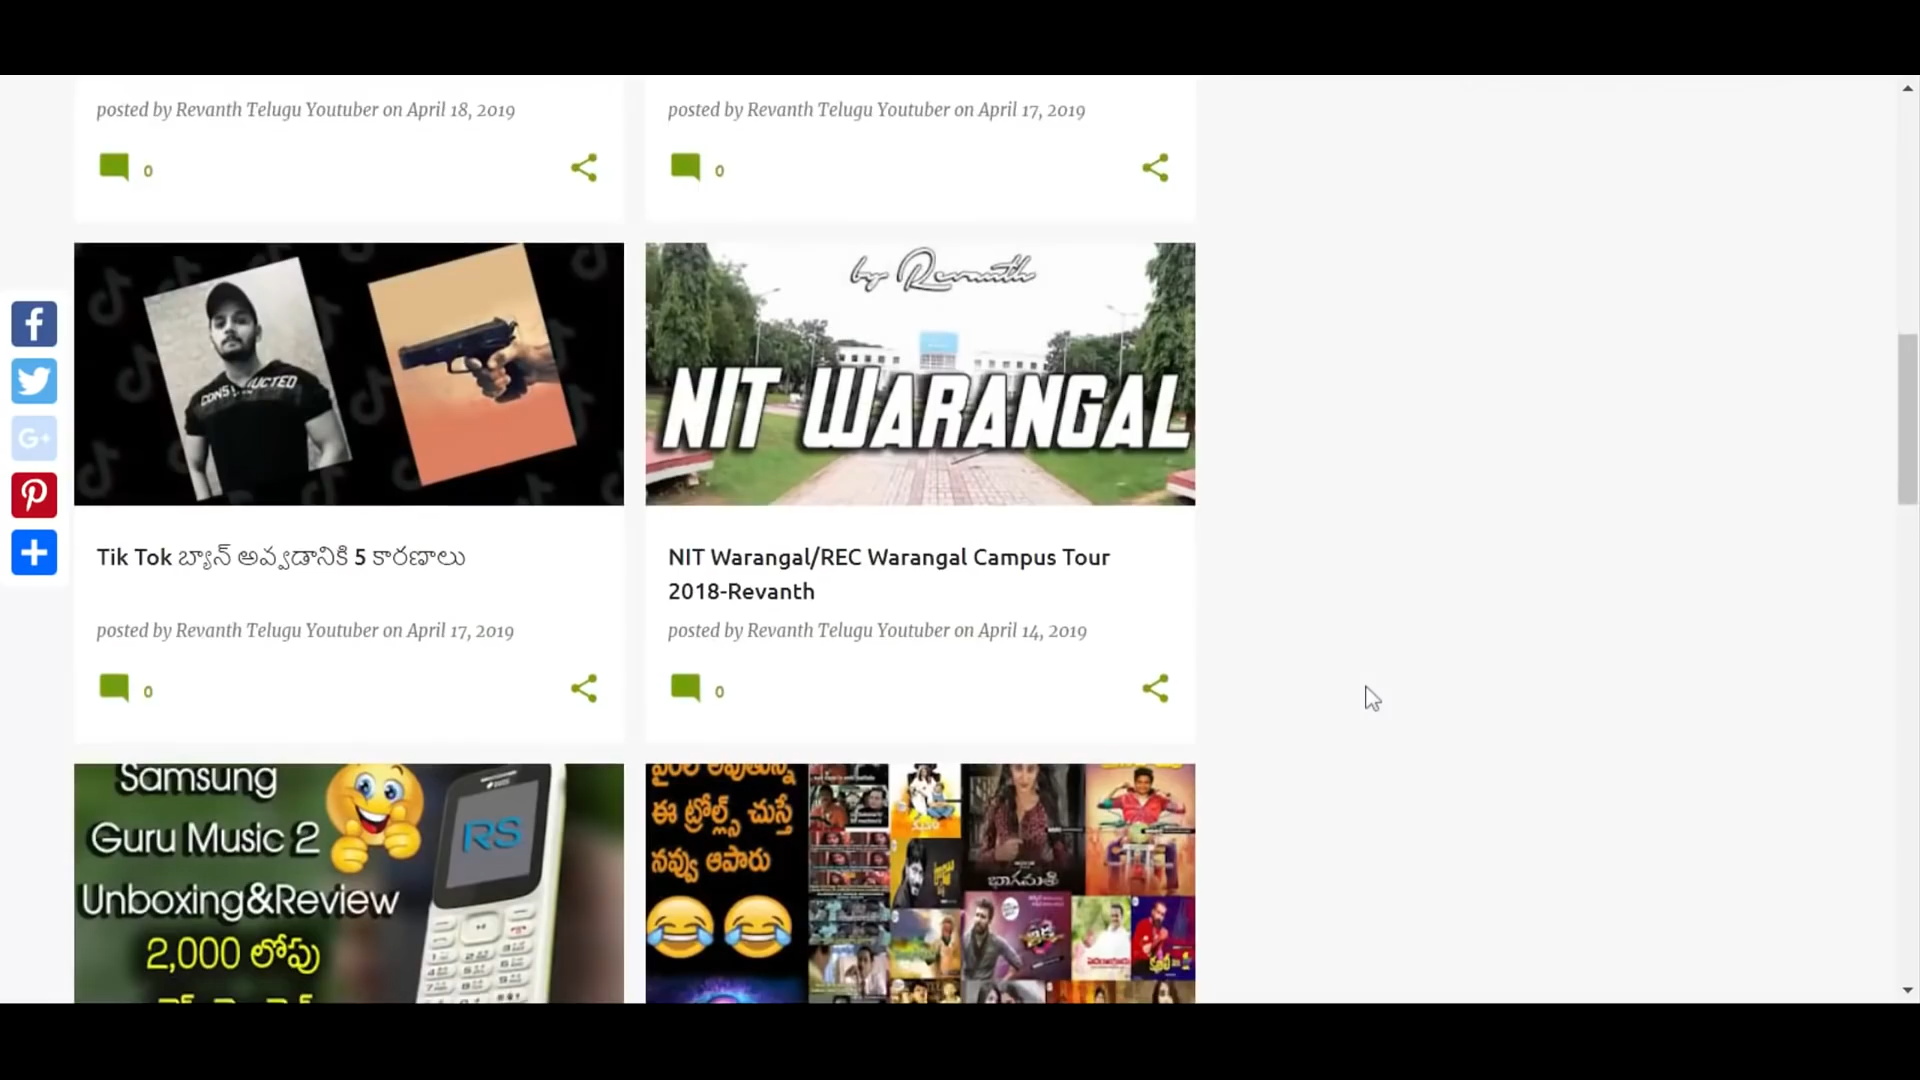 posted by Revanth Telugu Youtuber on April 18, 2019
posted by Revanth Telugu Youtuber on April 17, 2019
0
0
CONSTRUCTED
by Revanth
NIT WARANGAL
G+
Tik Tok బ్యాన్ అవ్వడానికి 5 కారణాలు
NIT Warangal/REC Warangal Campus Tour
2018-Revanth
posted by Revanth Telugu Youtuber on April 17, 2019
posted by Revanth Telugu Youtuber on April 14, 2019
0
0
Samsung
Guru Music 2
Unboxing&Review
2,000 లోపు
RS
వైరల్ అవుతున్న
ఈ ట్రోల్స్ చుస్తే
నవ్వు ఆపారు
భాగమతి